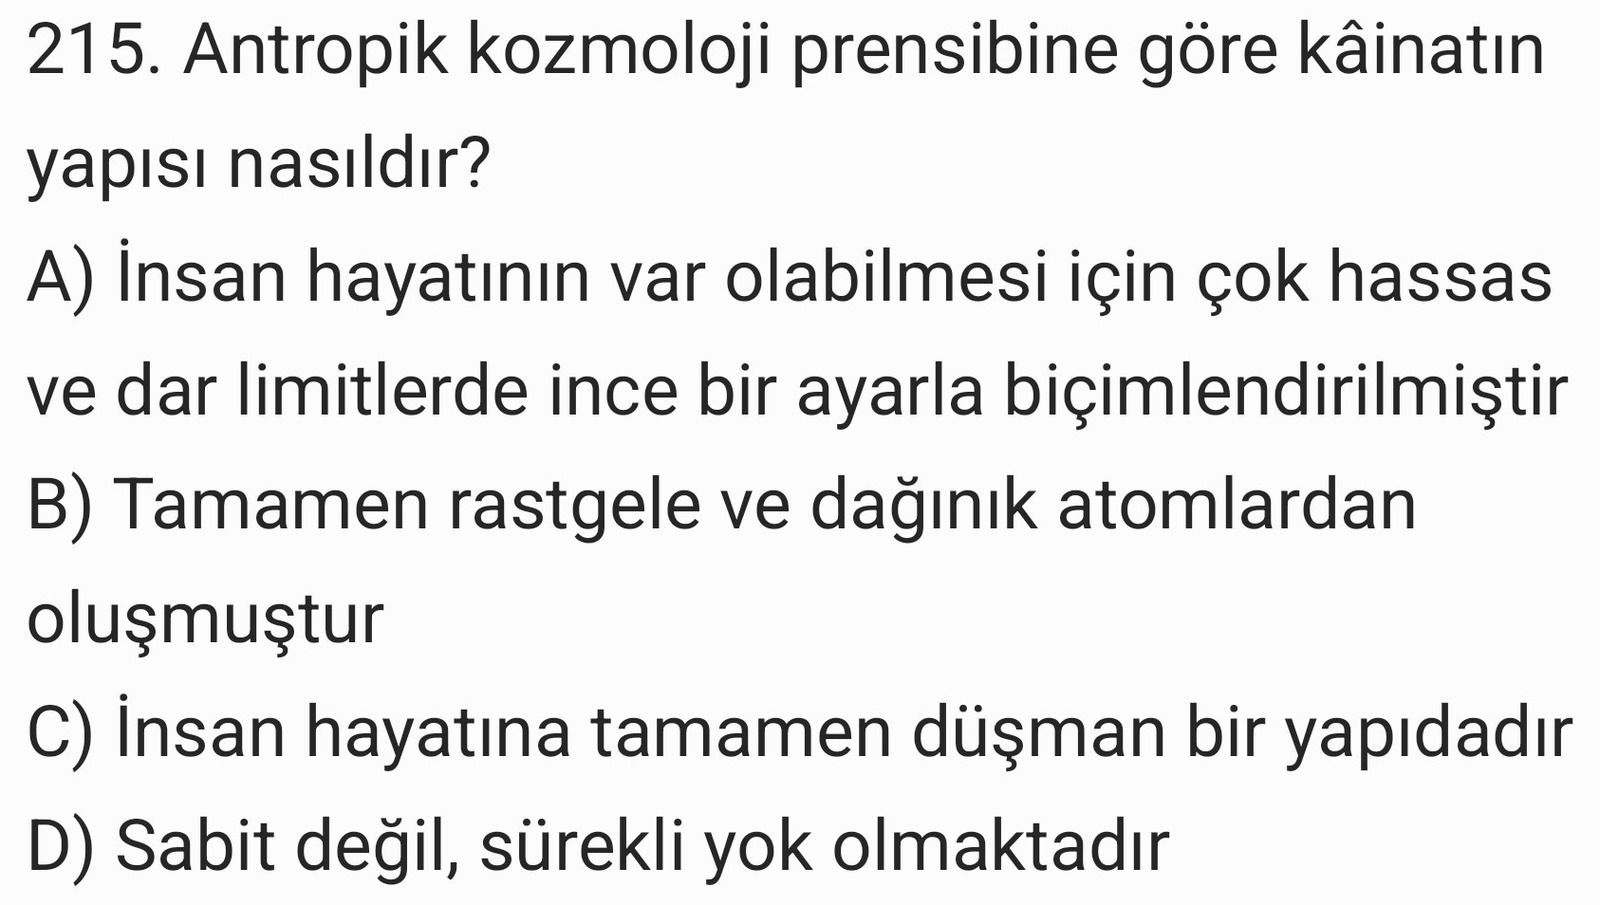 215. Antropik kozmoloji prensibine göre kâinatın
yapısı nasıldır?
A) İnsan hayatının var olabilmesi için çok hassas
ve dar limitlerde ince bir ayarla biçimlendirilmiştir
B) Tamamen rastgele ve dağınık atomlardan
oluşmuştur
C) İnsan hayatına tamamen düşman bir yapıdadır
D) Sabit değil, sürekli yok olmaktadır